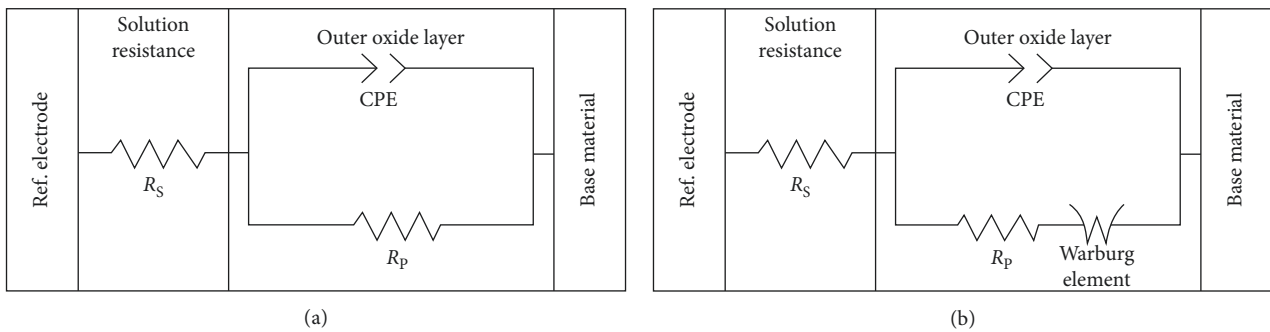 Ref. electrode
Solution
resistance
R_S
Outer oxide layer
CPE
R_P
Base material
(a)
Ref. electrode
Solution
resistance
R_S
Outer oxide layer
CPE
R_P
Warburg
element
Base material
(b)